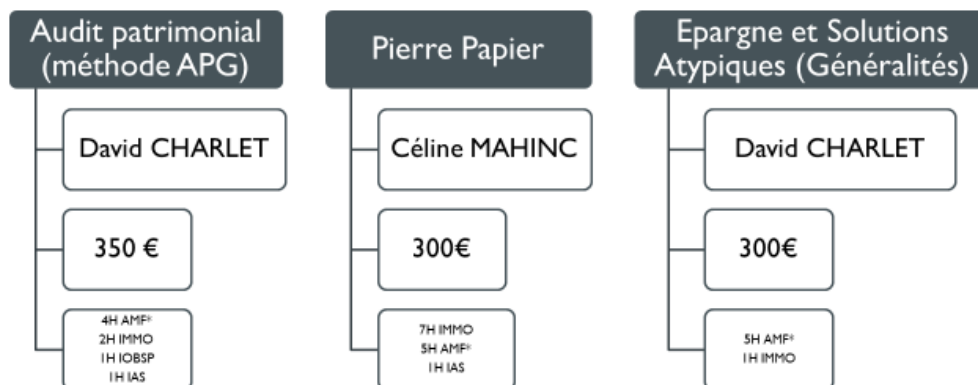 Audit patrimonial
(méthode APG)
David CHARLET
350 €
4H AMF*
2H IMMO
1H IOBSP
1H IAS
Pierre Papier
Céline MAHINC
300€
7H IMMO
5H AMF*
1H IAS
Epargne et Solutions
Atypiques (Généralités)
David CHARLET
300€
5H AMF*
1H IMMO